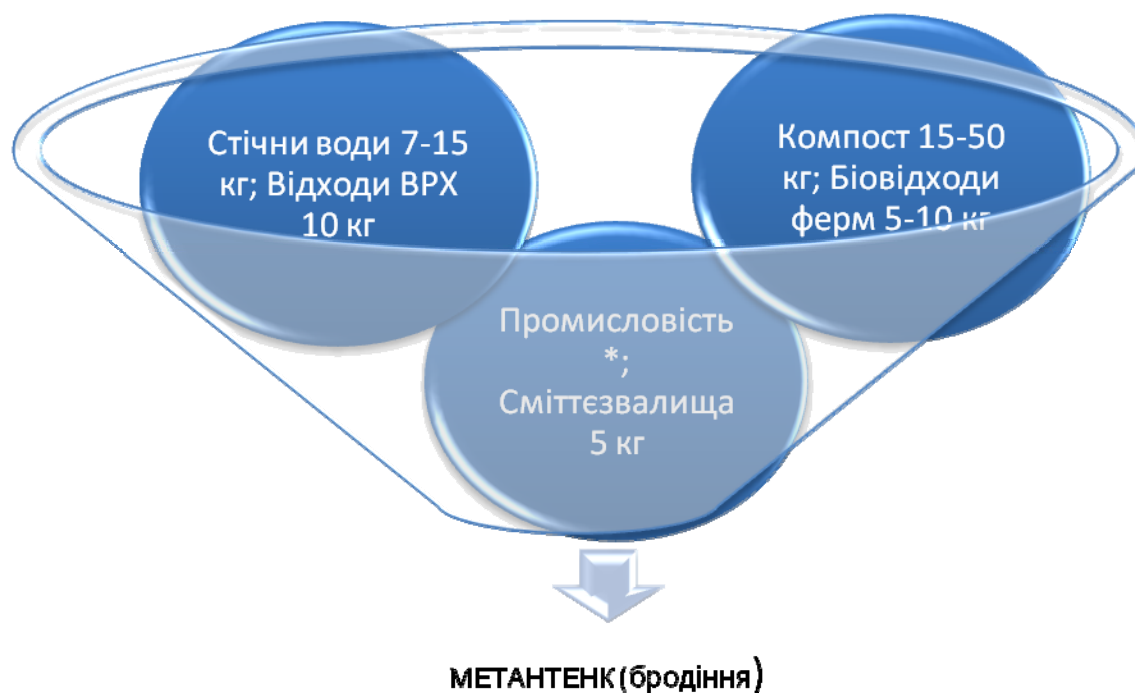 Стічни води 7-15
кг; Відходи ВРХ
10 кг
Компост 15-50
кг; Біовідходи
ферм 5-10 кг
Промисловість
*;
Сміттєзвалища
5 кг
МЕТАНТЕНК (бродіння)